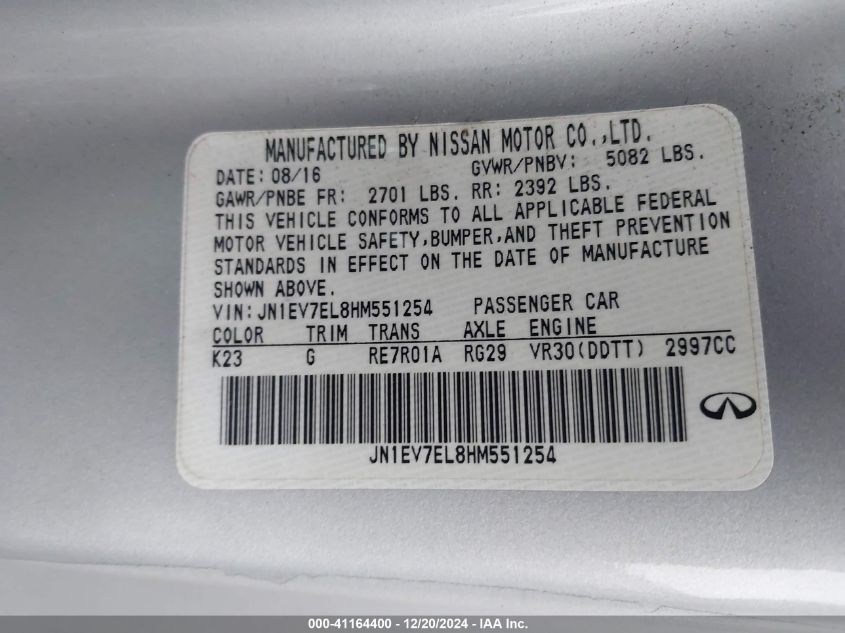 MANUFACTURED BY NISSAN MOTOR CO.,LTD.
DATE: 08/16 GVWR/PNBV: 5082 LBS.
GAWR/PNBE FR: 2701 LBS. RR: 2392 LBS.
THIS VEHICLE CONFORMS TO ALL APPLICABLE FEDERAL
MOTOR VEHICLE SAFETY,BUMPER,AND THEFT PREVENTION
STANDARDS IN EFFECT ON THE DATE OF MANUFACTURE
SHOWN ABOVE.
VIN:JN1EV7EL8HM551254 PASSENGER CAR
COLOR TRIM TRANS AXLE ENGINE
K23 G RE7R01A RG29 VR30(DDTT) 2997CC
JN1EV7EL8HM551254
000-41164400 - 12/20/2024 - IAA Inc.